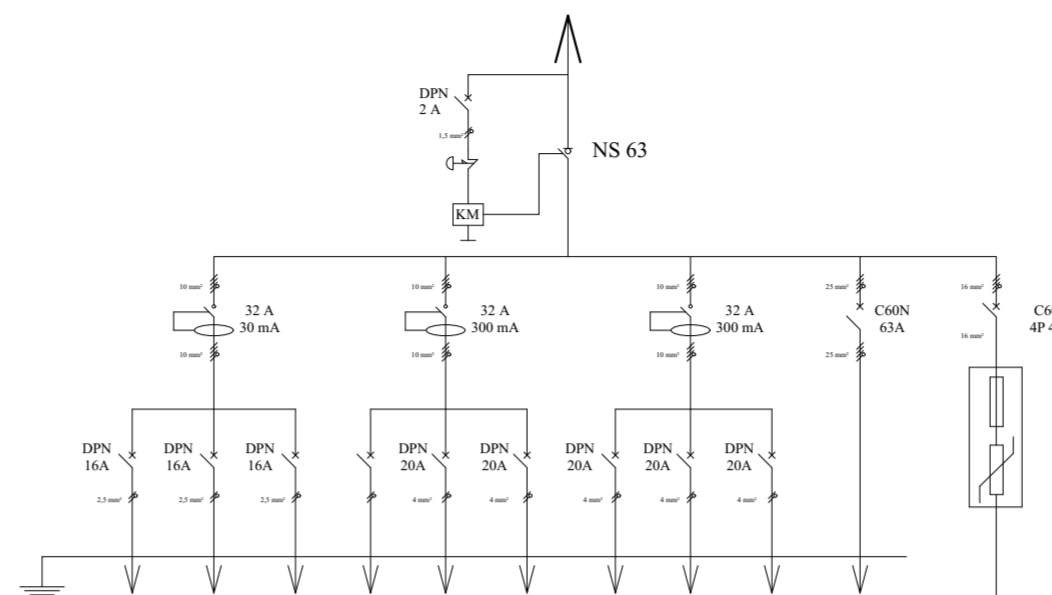 DPN
2 A
1,5 mm²
NS 63
KM
10 mm²
10 mm²
10 mm²
25 mm²
16 mm²
32 A
30 mA
32 A
300 mA
32 A
300 mA
C60N
63A
C60
4P 4
16 mm²
10 mm²
10 mm²
10 mm²
25 mm²
DPN
16A
DPN
16A
DPN
16A
DPN
20A
DPN
20A
DPN
20A
DPN
20A
DPN
20A
2,5 mm²
2,5 mm²
2,5 mm²
4 mm²
4 mm²
4 mm²
4 mm²
4 mm²